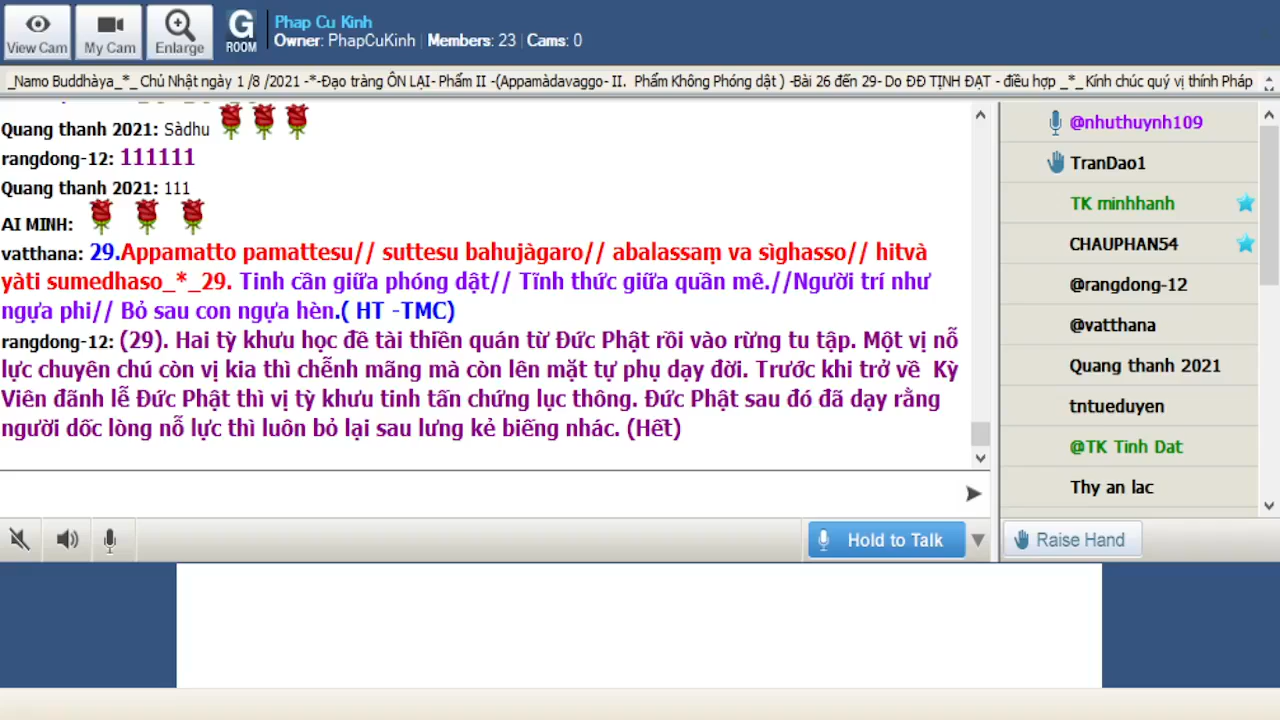 View Cam
My Cam
Enlarge
G
ROOM
Phap Cu Kinh
Owner: PhapCuKinh | Members: 23 | Cams: 0
_Namo Buddhàya_*_ Chủ Nhật ngày 1 /8 /2021 -*-Đạo tràng ÔN LẠI- Phẩm II -(Appamàdavaggo- II. Phẩm Không Phóng dật ) -Bài 26 đến 29- Do ĐĐ TỊNH ĐẠT - điều hợp _*_Kính chúc quý vị thính Pháp
Quang thanh 2021: Sàdhu
rangdong-12: 111111
Quang thanh 2021: 111
AI MINH:
vatthana: 29.Appamatto pamattesu// suttesu bahujàgaro// abalassaṃ va sìghasso// hitvà
yàti sumedhaso_*_29. Tinh cần giữa phóng dật// Tĩnh thức giữa quần mê.//Người trí như
ngựa phi// Bỏ sau con ngựa hèn.( HT -TMC)
rangdong-12: (29). Hai tỳ khưu học đề tài thiền quán từ Đức Phật rồi vào rừng tu tập. Một vị nỗ
lực chuyên chú còn vị kia thì chễnh mãng mà còn lên mặt tự phụ dạy đời. Trước khi trở về Kỳ
Viên đãnh lễ Đức Phật thì vị tỳ khưu tinh tấn chứng lục thông. Đức Phật sau đó đã dạy rằng
người dốc lòng nỗ lực thì luôn bỏ lại sau lưng kẻ biếng nhác. (Hết)
@nhuthuynh109
TranDao1
TK minhhanh
CHAUPHAN54
@rangdong-12
@vatthana
Quang thanh 2021
tntueduyen
@TK Tinh Dat
Thy an lac
Hold to Talk
Raise Hand